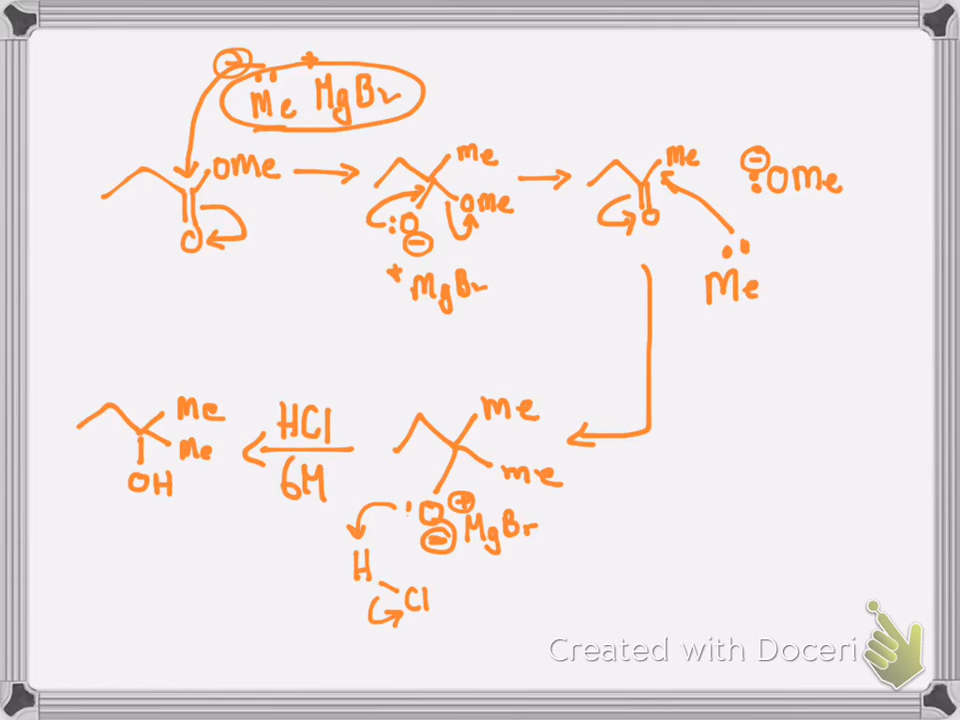 ⊖ +
:Me MgBr
OMe → Me → Me ⊖:OMe
O :O OMe O
⊖
+MgBr Me
Me HCl Me
Me 6M Me
OH :O ⊕MgBr
⊖
H
Cl
Created with Doceri